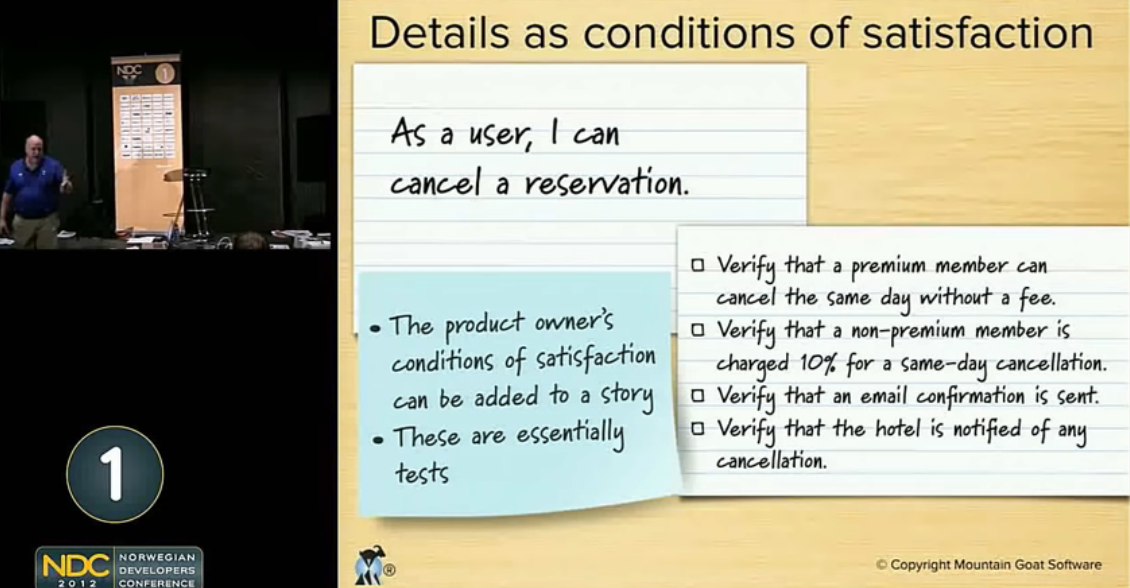 Details as conditions of satisfaction
As a user, I can
cancel a reservation.
• The product owner's
conditions of satisfaction
can be added to a story
• These are essentially
tests
☐ Verify that a premium member can
cancel the same day without a fee.
☐ Verify that a non-premium member is
charged 10% for a same-day cancellation.
☐ Verify that an email confirmation is sent.
☐ Verify that the hotel is notified of any
cancellation.
NDC
1
1
NDC
2012
NORWEGIAN
DEVELOPERS
CONFERENCE
®
© Copyright Mountain Goat Software